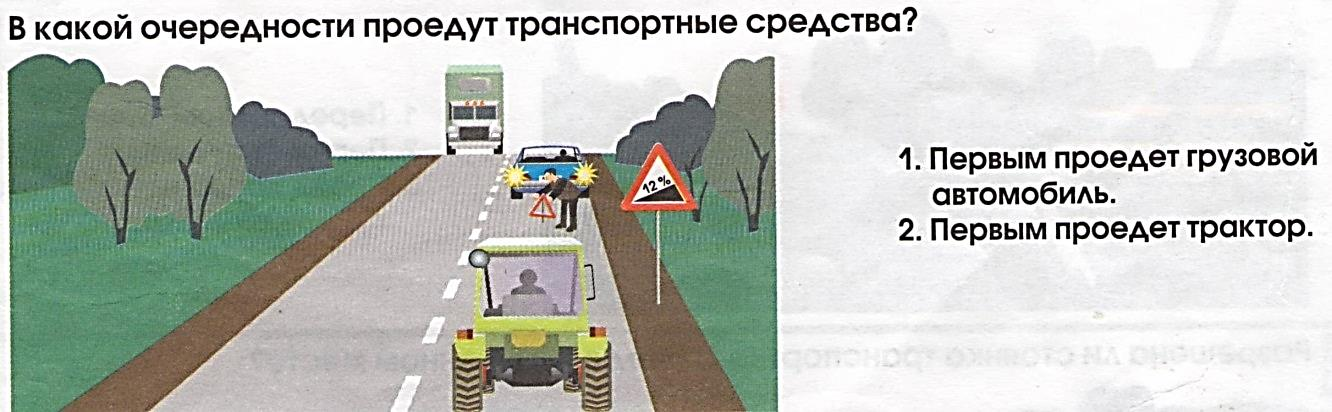 В какой очередности проедут транспортные средства?
12%
1. Первым проедет грузовой
автомобиль.
2. Первым проедет трактор.